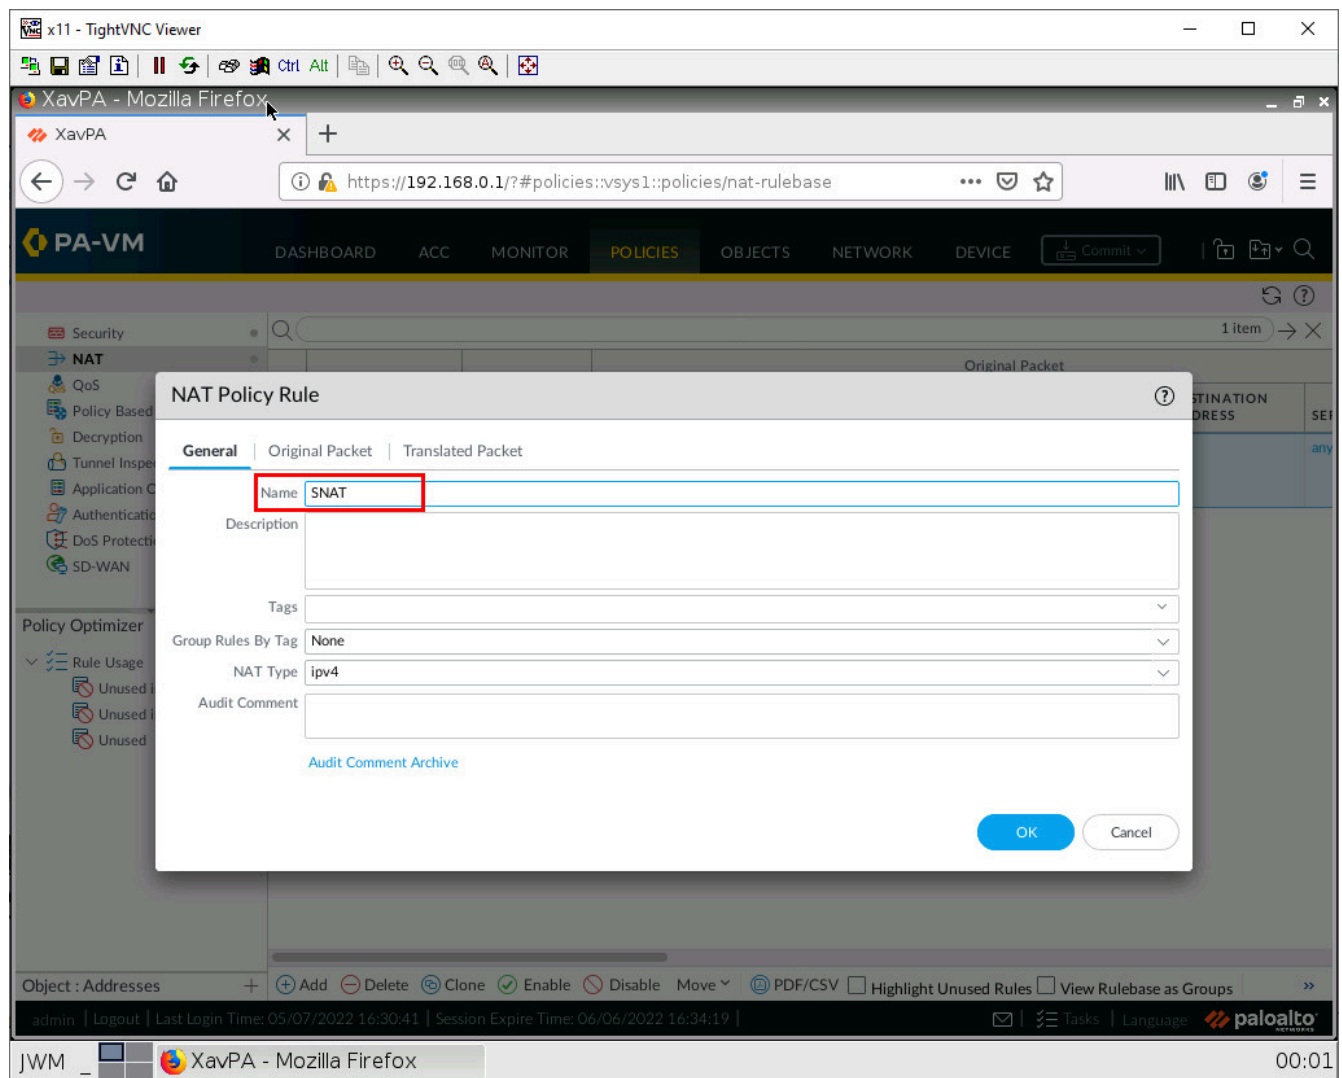 x11 - TightVNC Viewer
Ctrl Alt
XavPA - Mozilla Firefox
XavPA
https://192.168.0.1/?#policies::vsys1::policies/nat-rulebase
PA-VM
DASHBOARD ACC MONITOR POLICIES OBJECTS NETWORK DEVICE Commit
Security
1 item
NAT
Original Packet
QoS
Policy Based
Decryption
Tunnel Inspe
Application C
Authenticatio
DoS Protecti
SD-WAN
STINATION
DRESS
SER
any
NAT Policy Rule
General Original Packet Translated Packet
Name SNAT
Description
Tags
Group Rules By Tag None
NAT Type ipv4
Audit Comment
Audit Comment Archive
OK Cancel
Policy Optimizer
Rule Usage
Unused i
Unused i
Unused
Object : Addresses
Add Delete Clone Enable Disable Move PDF/CSV Highlight Unused Rules View Rulebase as Groups
admin | Logout | Last Login Time: 05/07/2022 16:30:41 | Session Expire Time: 06/06/2022 16:34:19 |
Tasks | Language paloalto NETWORKS
JWM _ XavPA - Mozilla Firefox 00:01